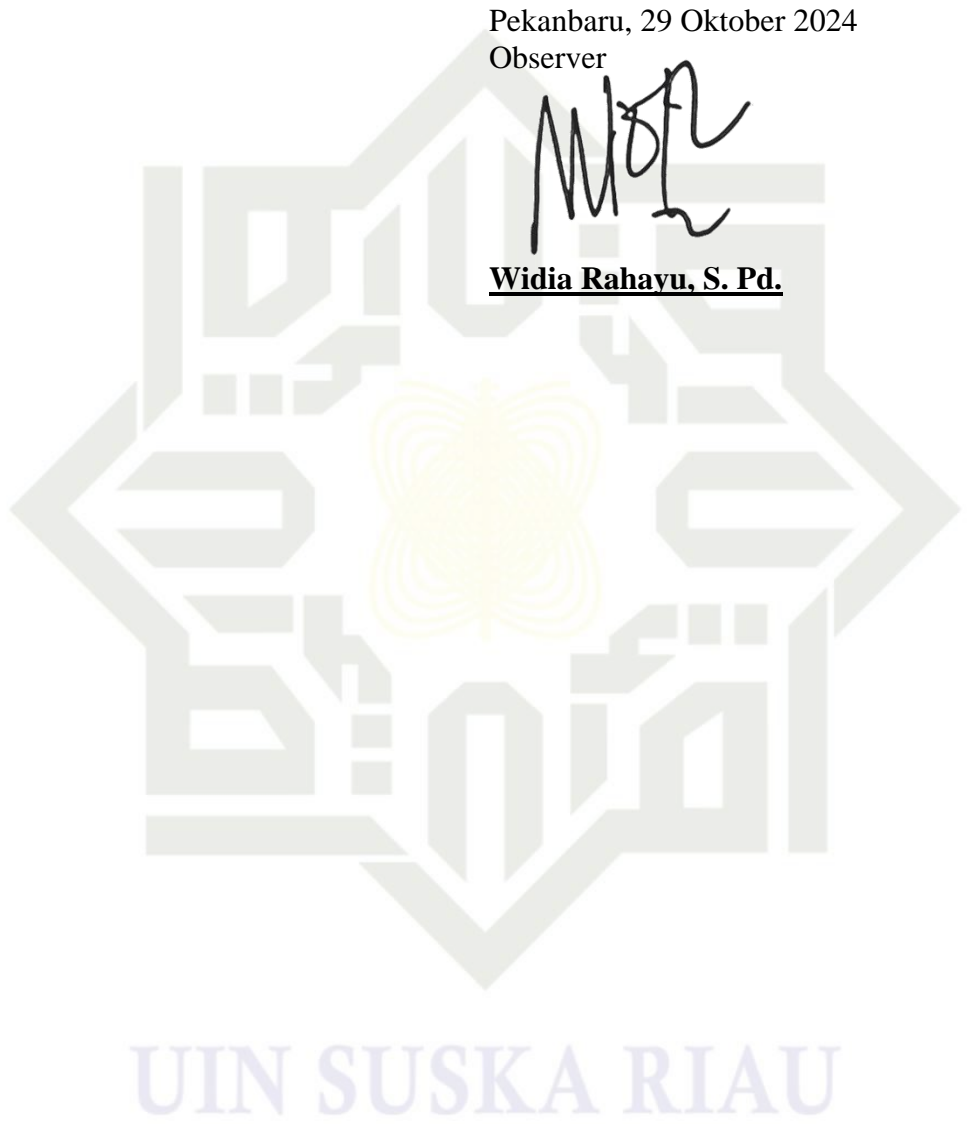 Pekanbaru, 29 Oktober 2024
Observer
Widia Rahayu, S. Pd.
UIN SUSKA RIAU